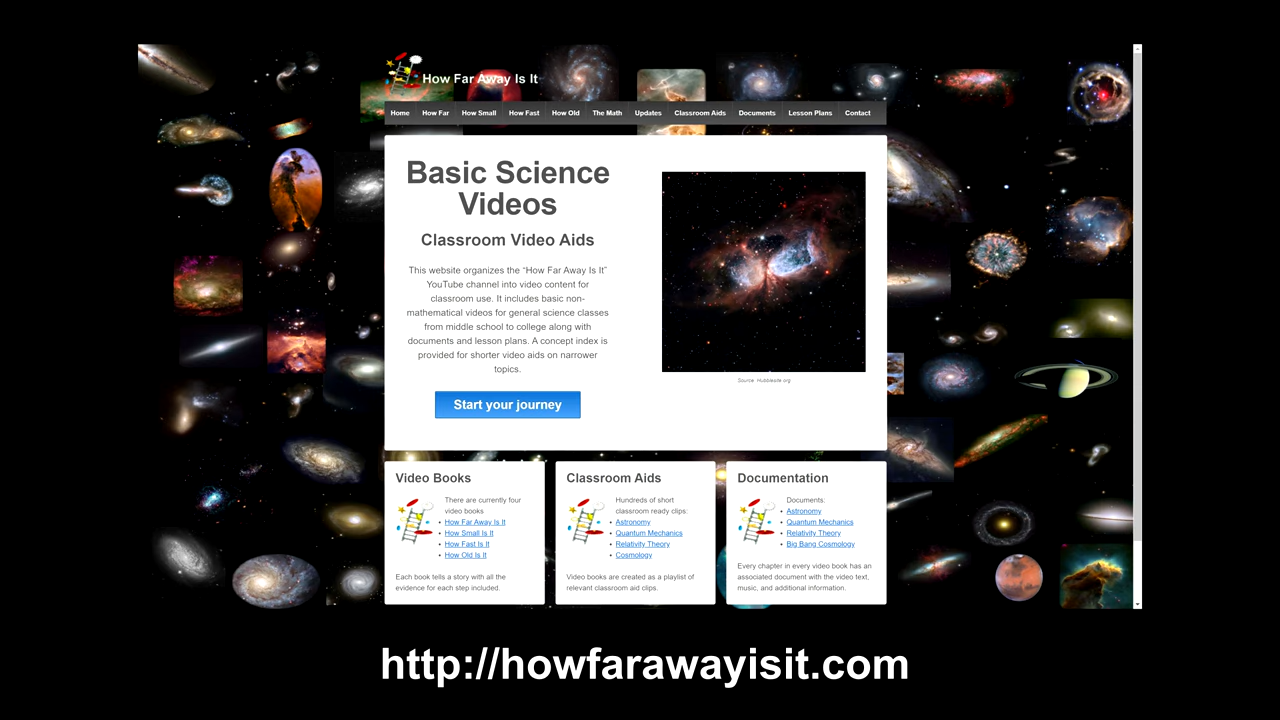 How Far Away Is It
Home How Far How Small How Fast How Old The Math Updates Classroom Aids Documents Lesson Plans Contact
Basic Science
Videos
Classroom Video Aids
This website organizes the “How Far Away Is It”
YouTube channel into video content for
classroom use. It includes basic non-
mathematical videos for general science classes
from middle school to college along with
documents and lesson plans. A concept index is
provided for shorter video aids on narrower
topics.
Start your journey
Source: Hubblesite.org
Video Books
There are currently four
video books.
• How Far Away Is It
• How Small Is It
• How Fast Is It
• How Old Is It
Each book tells a story with all the
evidence for each step included.
Classroom Aids
Hundreds of short
classroom ready clips:
• Astronomy
• Quantum Mechanics
• Relativity Theory
• Cosmology
Video books are created as a playlist of
relevant classroom aid clips.
Documentation
Documents:
• Astronomy
• Quantum Mechanics
• Relativity Theory
• Big Bang Cosmology
Every chapter in every video book has an
associated document with the video text,
music, and additional information.
http://howfarawayisit.com